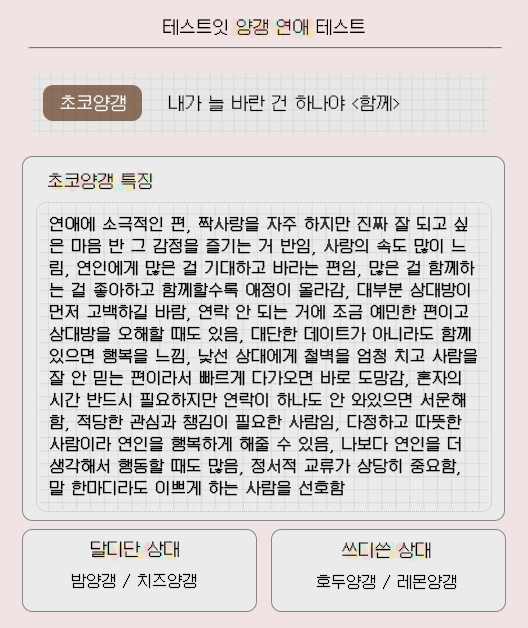 테스트잇 양갱 연애 테스트
초코양갱
내가 늘 바란 건 하나야 <함께>
초코양갱 특징
연애에 소극적인 편, 짝사랑을 자주 하지만 진짜 잘 되고 싶
은 마음 반 그 감정을 즐기는 거 반임, 사랑의 속도 많이 느
림, 연인에게 많은 걸 기대하고 바라는 편임, 많은 걸 함께하
는 걸 좋아하고 함께할수록 애정이 올라감, 대부분 상대방이
먼저 고백하길 바람, 연락 안 되는 거에 조금 예민한 편이고
상대방을 오해할 때도 있음, 대단한 데이트가 아니라도 함께
있으면 행복을 느낌, 낯선 상대에게 철벽을 엄청 치고 사람을
잘 안 믿는 편이라서 빠르게 다가오면 바로 도망감, 혼자의
시간 반드시 필요하지만 연락이 하나도 안 와있으면 서운해
함, 적당한 관심과 챙김이 필요한 사람임, 다정하고 따뜻한
사람이라 연인을 행복하게 해줄 수 있음, 나보다 연인을 더
생각해서 행동할 때도 많음, 정서적 교류가 상당히 중요함,
말 한마디라도 이쁘게 하는 사람을 선호함
달디단 상대
밤양갱 / 치즈양갱
쓰디쓴 상대
호두양갱 / 레몬양갱